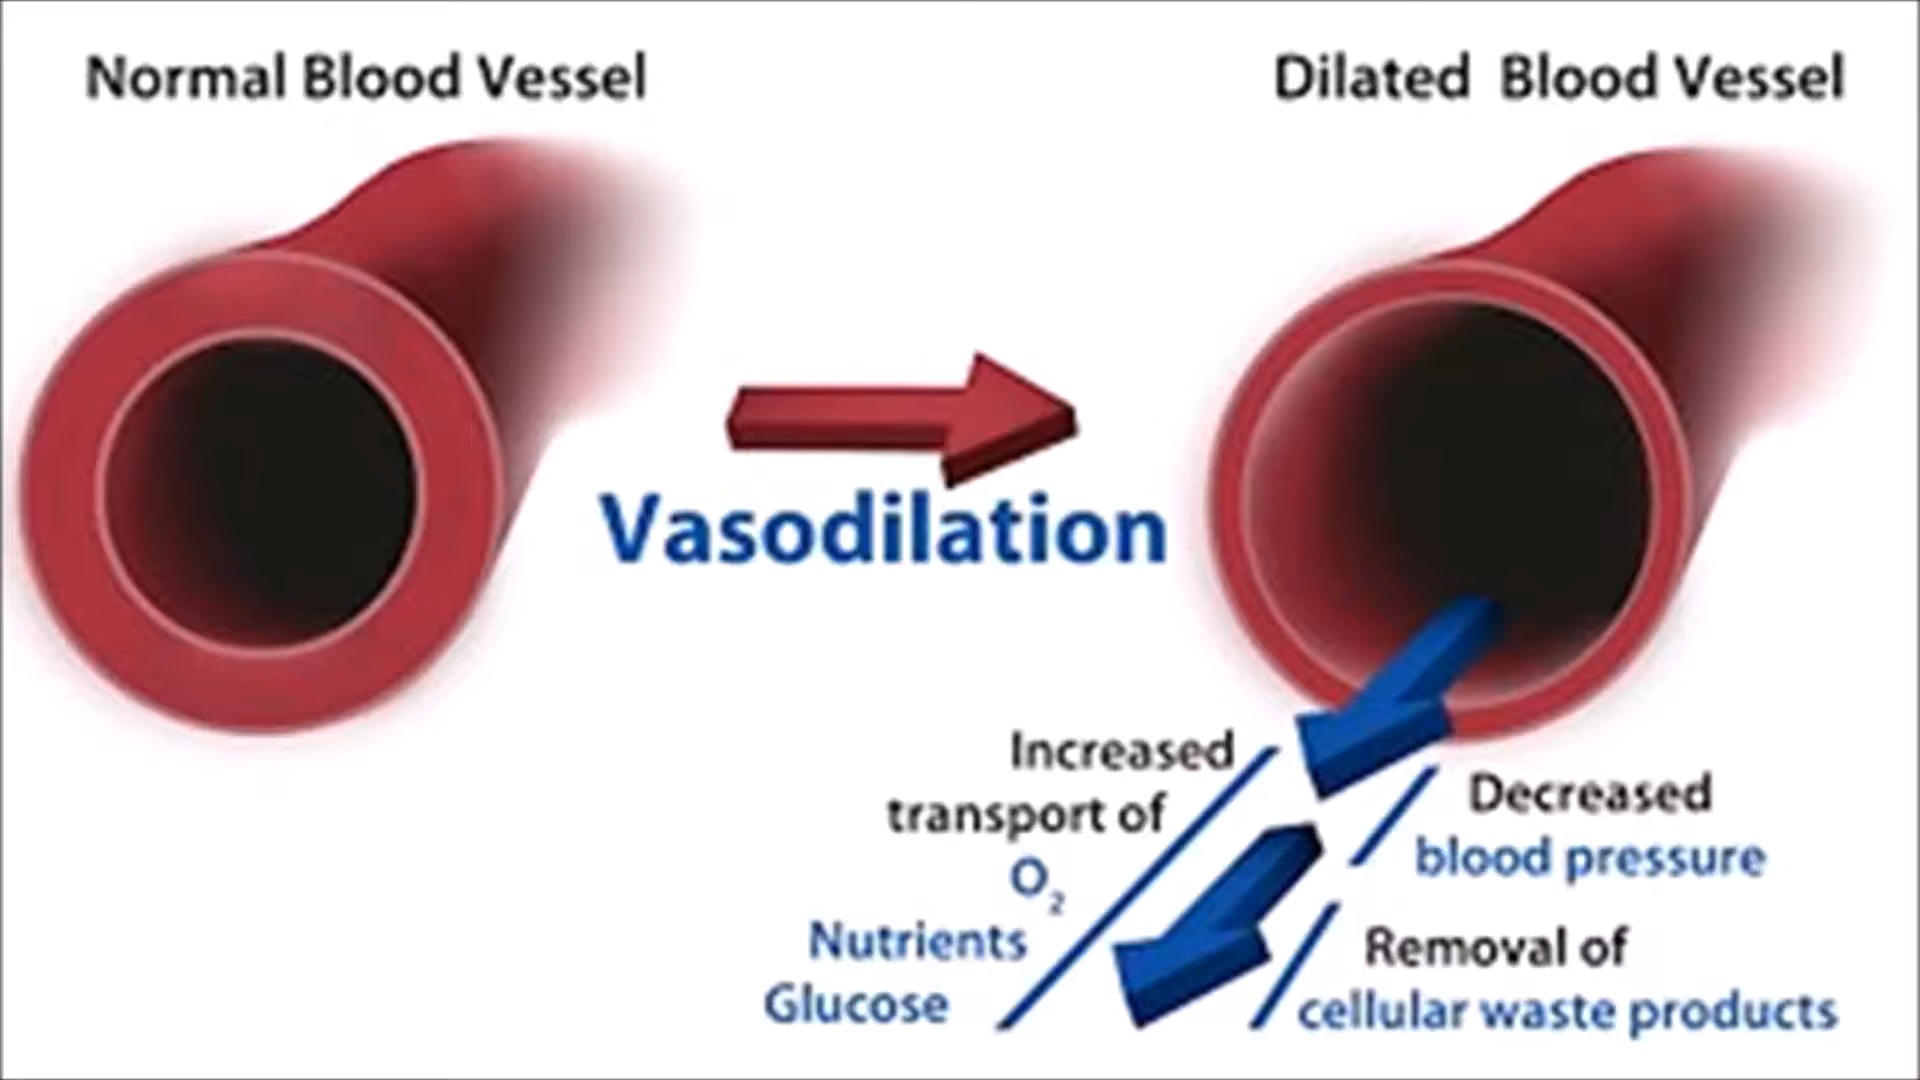 Normal Blood Vessel
Dilated Blood Vessel
Vasodilation
Increased
transport of
O₂
Nutrients
Glucose
Decreased
blood pressure
Removal of
cellular waste products